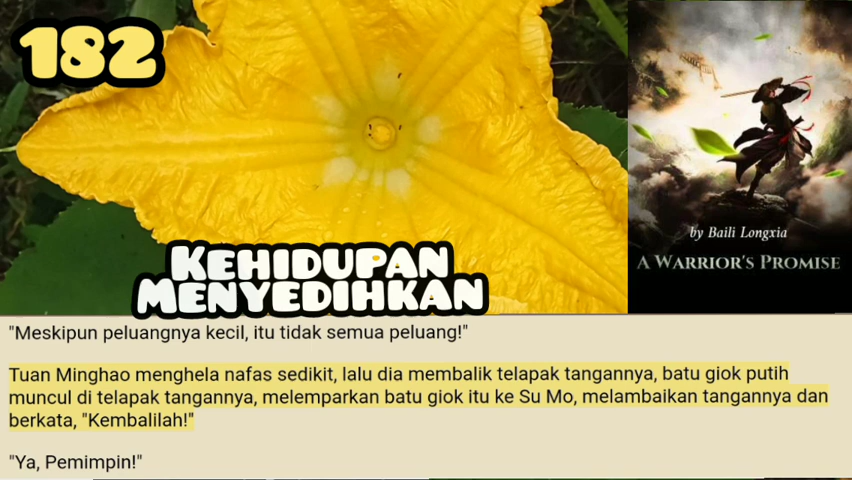 182
KEHIDUPAN
MENYEDIHKAN
by Baili Longxia
A WARRIOR'S PROMISE
"Meskipun peluangnya kecil, itu tidak semua peluang!"
Tuan Minghao menghela nafas sedikit, lalu dia membalik telapak tangannya, batu giok putih
muncul di telapak tangannya, melemparkan batu giok itu ke Su Mo, melambaikan tangannya dan
berkata, "Kembalilah!"
"Ya, Pemimpin!"